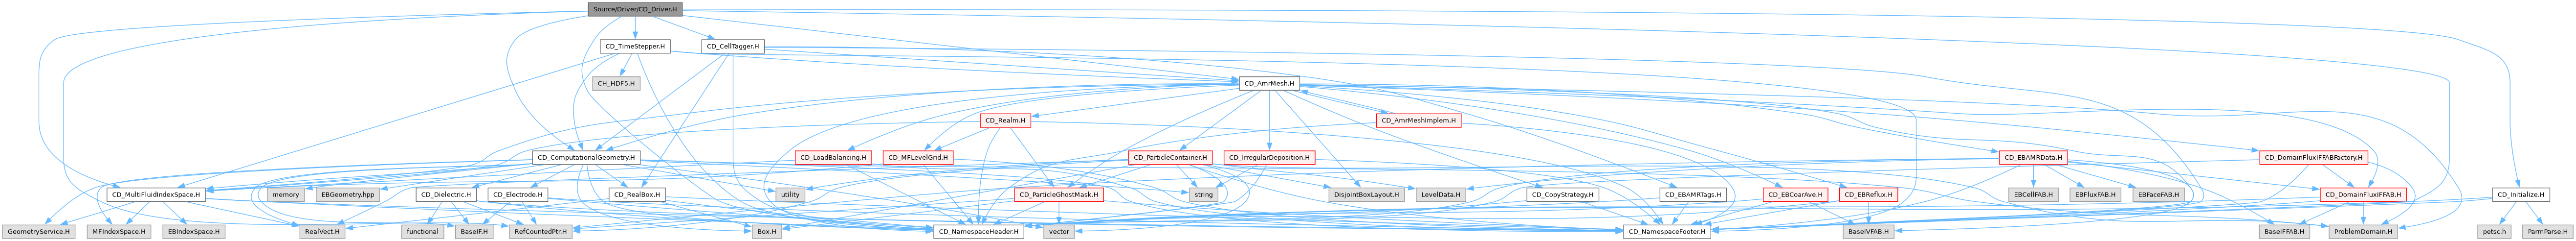 Source/Driver/CD_Driver.H
CD_TimeStepper.H
CD_CellTagger.H
CH_HDF5.H
CD_AmrMesh.H
CD_Realm.H
CD_AmrMeshImplem.H
CD_ComputationalGeometry.H
CD_LoadBalancing.H
CD_MFLevelGrid.H
CD_ParticleContainer.H
CD_IrregularDeposition.H
CD_EBAMRData.H
CD_DomainFluxIFFABFactory.H
CD_MultiFluidIndexSpace.H
memory
EBGeometry.hpp
CD_Dielectric.H
CD_Electrode.H
CD_RealBox.H
utility
string
CD_ParticleGhostMask.H
DisjointBoxLayout.H
LevelData.H
CD_CopyStrategy.H
CD_EBAMRTags.H
CD_EBCoarAve.H
CD_EBReflux.H
EBCellFAB.H
EBFluxFAB.H
EBFaceFAB.H
CD_DomainFluxIFFAB.H
CD_Initialize.H
GeometryService.H
MFIndexSpace.H
EBIndexSpace.H
RealVect.H
functional
BaseIF.H
RefCountedPtr.H
Box.H
CD_NamespaceHeader.H
vector
CD_NamespaceFooter.H
BaseIVFAB.H
BaseIFFAB.H
ProblemDomain.H
petsc.h
ParmParse.H